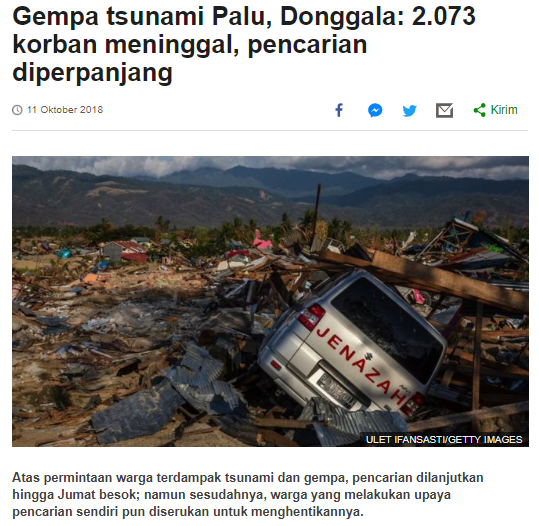 Gempa tsunami Palu, Donggala: 2.073
korban meninggal, pencarian
diperpanjang
11 Oktober 2018
Kirim
JENAZAH
ULET IFANSASTI/GETTY IMAGES
Atas permintaan warga terdampak tsunami dan gempa, pencarian dilanjutkan
hingga Jumat besok; namun sesudahnya, warga yang melakukan upaya
pencarian sendiri pun diserukan untuk menghentikannya.